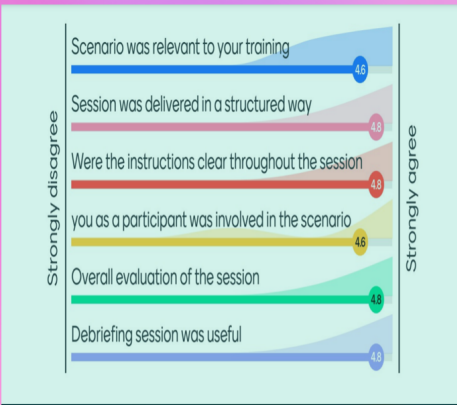 Strongly disagree
Scenario was relevant to your training
4.6
Session was delivered in a structured way
4.8
Were the instructions clear throughout the session
4.8
you as a participant was involved in the scenario
4.6
Overall evaluation of the session
4.8
Debriefing session was useful
4.8
Strongly agree